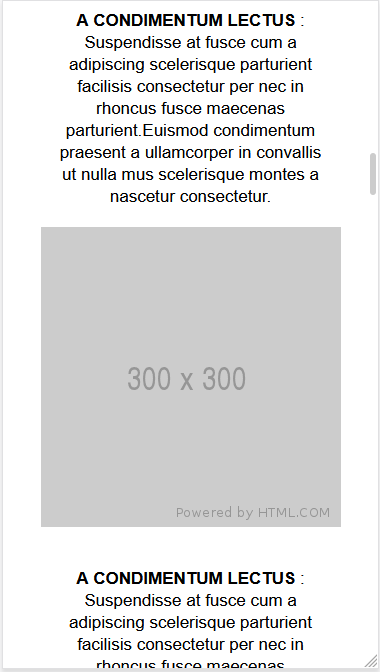 A CONDIMENTUM LECTUS :
Suspendisse at fusce cum a
adipiscing scelerisque parturient
facilisis consectetur per nec in
rhoncus fusce maecenas
parturient.Euismod condimentum
praesent a ullamcorper in convallis
ut nulla mus scelerisque montes a
nascetur consectetur.
300 x 300
Powered by HTML.COM
A CONDIMENTUM LECTUS :
Suspendisse at fusce cum a
adipiscing scelerisque parturient
facilisis consectetur per nec in
rhoncus fusce maecenas